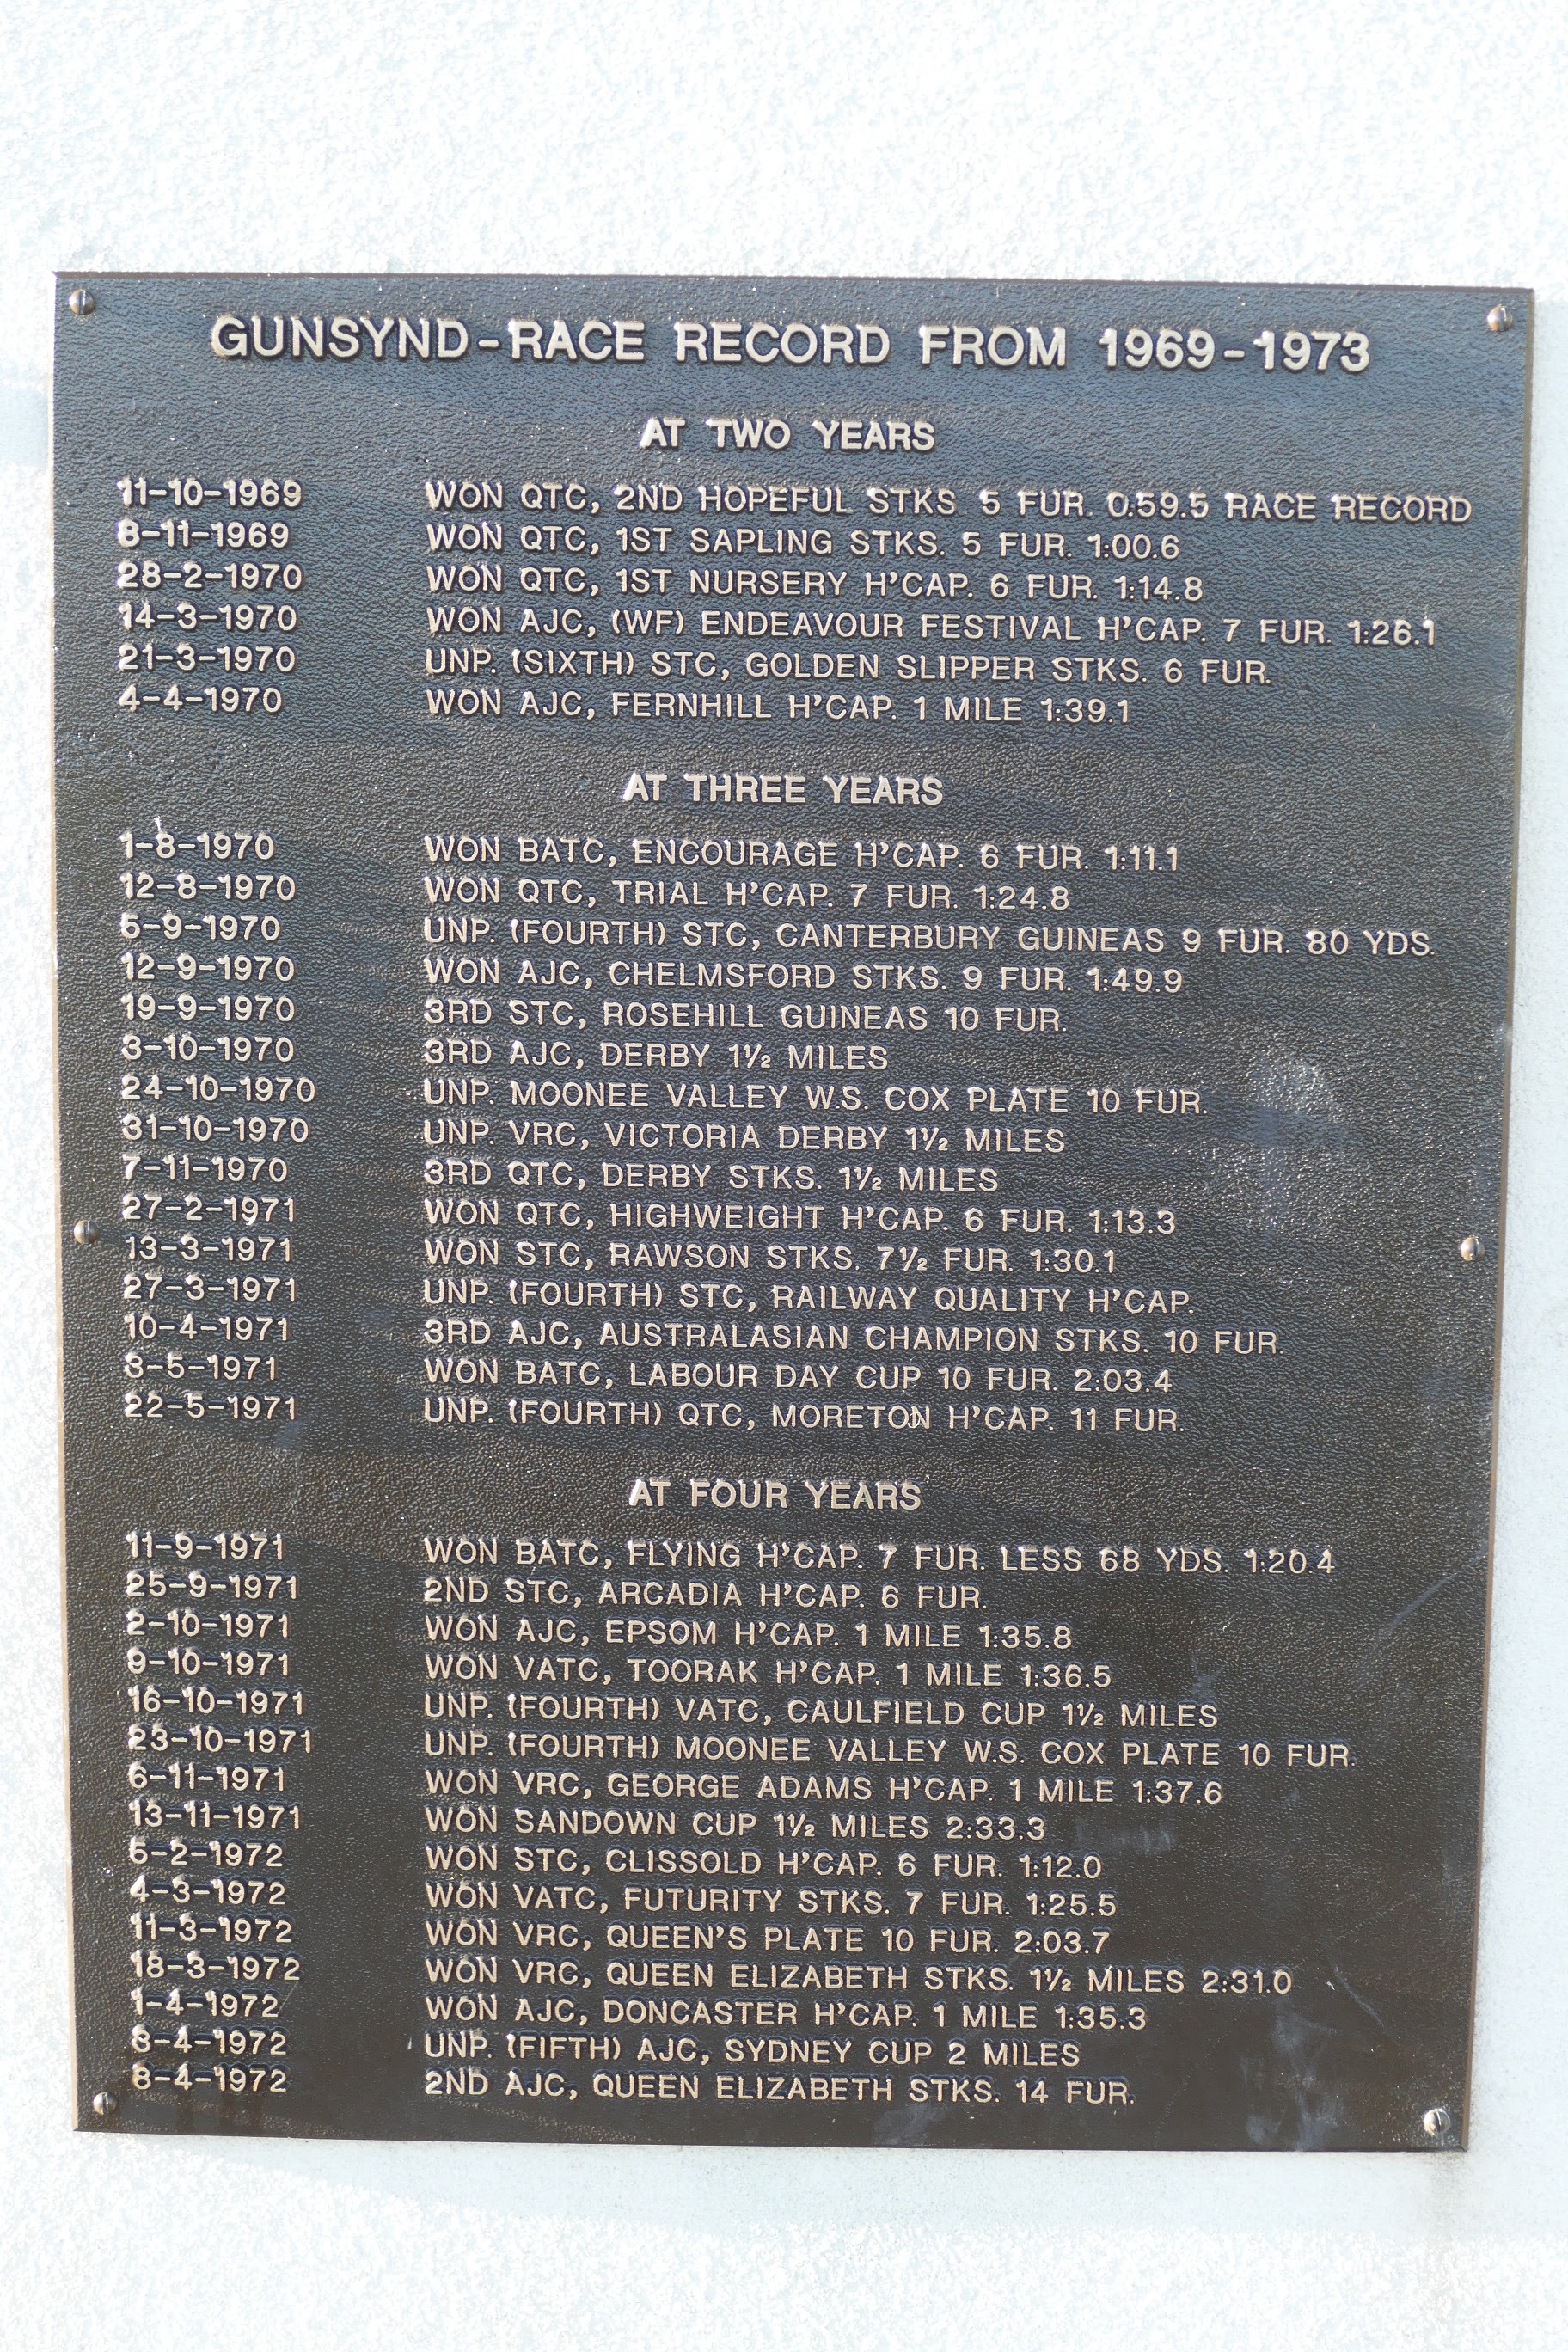 GUNSYND-RACE RECORD FROM 1969-1973
AT TWO YEARS
11-10-1969 WON QTC, 2ND HOPEFUL STKS. 5 FUR. 0.59.5 RACE RECORD
8-11-1969 WON QTC, 1ST SAPLING STKS. 5 FUR. 1:00.6
28-2-1970 WON QTC, 1ST NURSERY H'CAP. 6 FUR. 1:14.8
14-3-1970 WON AJC, (WF) ENDEAVOUR FESTIVAL H'CAP. 7 FUR. 1:26.1
21-3-1970 UNP. (SIXTH) STC, GOLDEN SLIPPER STKS. 6 FUR.
4-4-1970 WON AJC, FERNHILL H'CAP. 1 MILE 1:39.1
AT THREE YEARS
1-8-1970 WON BATC, ENCOURAGE H'CAP. 6 FUR. 1:11.1
12-8-1970 WON QTC, TRIAL H'CAP. 7 FUR. 1:24.8
5-9-1970 UNP. (FOURTH) STC, CANTERBURY GUINEAS 9 FUR. 80 YDS.
12-9-1970 WON AJC, CHELMSFORD STKS. 9 FUR. 1:49.9
19-9-1970 3RD STC, ROSEHILL GUINEAS 10 FUR.
3-10-1970 3RD AJC, DERBY 1½ MILES
24-10-1970 UNP. MOONEE VALLEY W.S. COX PLATE 10 FUR.
31-10-1970 UNP. VRC, VICTORIA DERBY 1½ MILES
7-11-1970 3RD QTC, DERBY STKS. 1½ MILES
27-2-1971 WON QTC, HIGHWEIGHT H'CAP. 6 FUR. 1:13.3
13-3-1971 WON STC, RAWSON STKS. 7½ FUR. 1:30.1
27-3-1971 UNP. (FOURTH) STC, RAILWAY QUALITY H'CAP.
10-4-1971 3RD AJC, AUSTRALASIAN CHAMPION STKS. 10 FUR.
3-5-1971 WON BATC, LABOUR DAY CUP 10 FUR. 2:03.4
22-5-1971 UNP. (FOURTH) QTC, MORETON H'CAP. 11 FUR.
AT FOUR YEARS
11-9-1971 WON BATC, FLYING H'CAP. 7 FUR. LESS 68 YDS. 1:20.4
25-9-1971 2ND STC, ARCADIA H'CAP. 6 FUR.
2-10-1971 WON AJC, EPSOM H'CAP. 1 MILE 1:35.8
9-10-1971 WON VATC, TOORAK H'CAP. 1 MILE 1:36.5
16-10-1971 UNP. (FOURTH) VATC, CAULFIELD CUP 1½ MILES
23-10-1971 UNP. (FOURTH) MOONEE VALLEY W.S. COX PLATE 10 FUR.
6-11-1971 WON VRC, GEORGE ADAMS H'CAP. 1 MILE 1:37.6
13-11-1971 WON SANDOWN CUP 1½ MILES 2:33.3
5-2-1972 WON STC, CLISSOLD H'CAP. 6 FUR. 1:12.0
4-3-1972 WON VATC, FUTURITY STKS. 7 FUR. 1:25.5
11-3-1972 WON VRC, QUEEN'S PLATE 10 FUR. 2:03.7
18-3-1972 WON VRC, QUEEN ELIZABETH STKS. 1½ MILES 2:31.0
1-4-1972 WON AJC, DONCASTER H'CAP. 1 MILE 1:35.3
UNP. (FIFTH) AJC, SYDNEY CUP 2 MILES
8-4-1972 2ND AJC, QUEEN ELIZABETH STKS. 14 FUR.